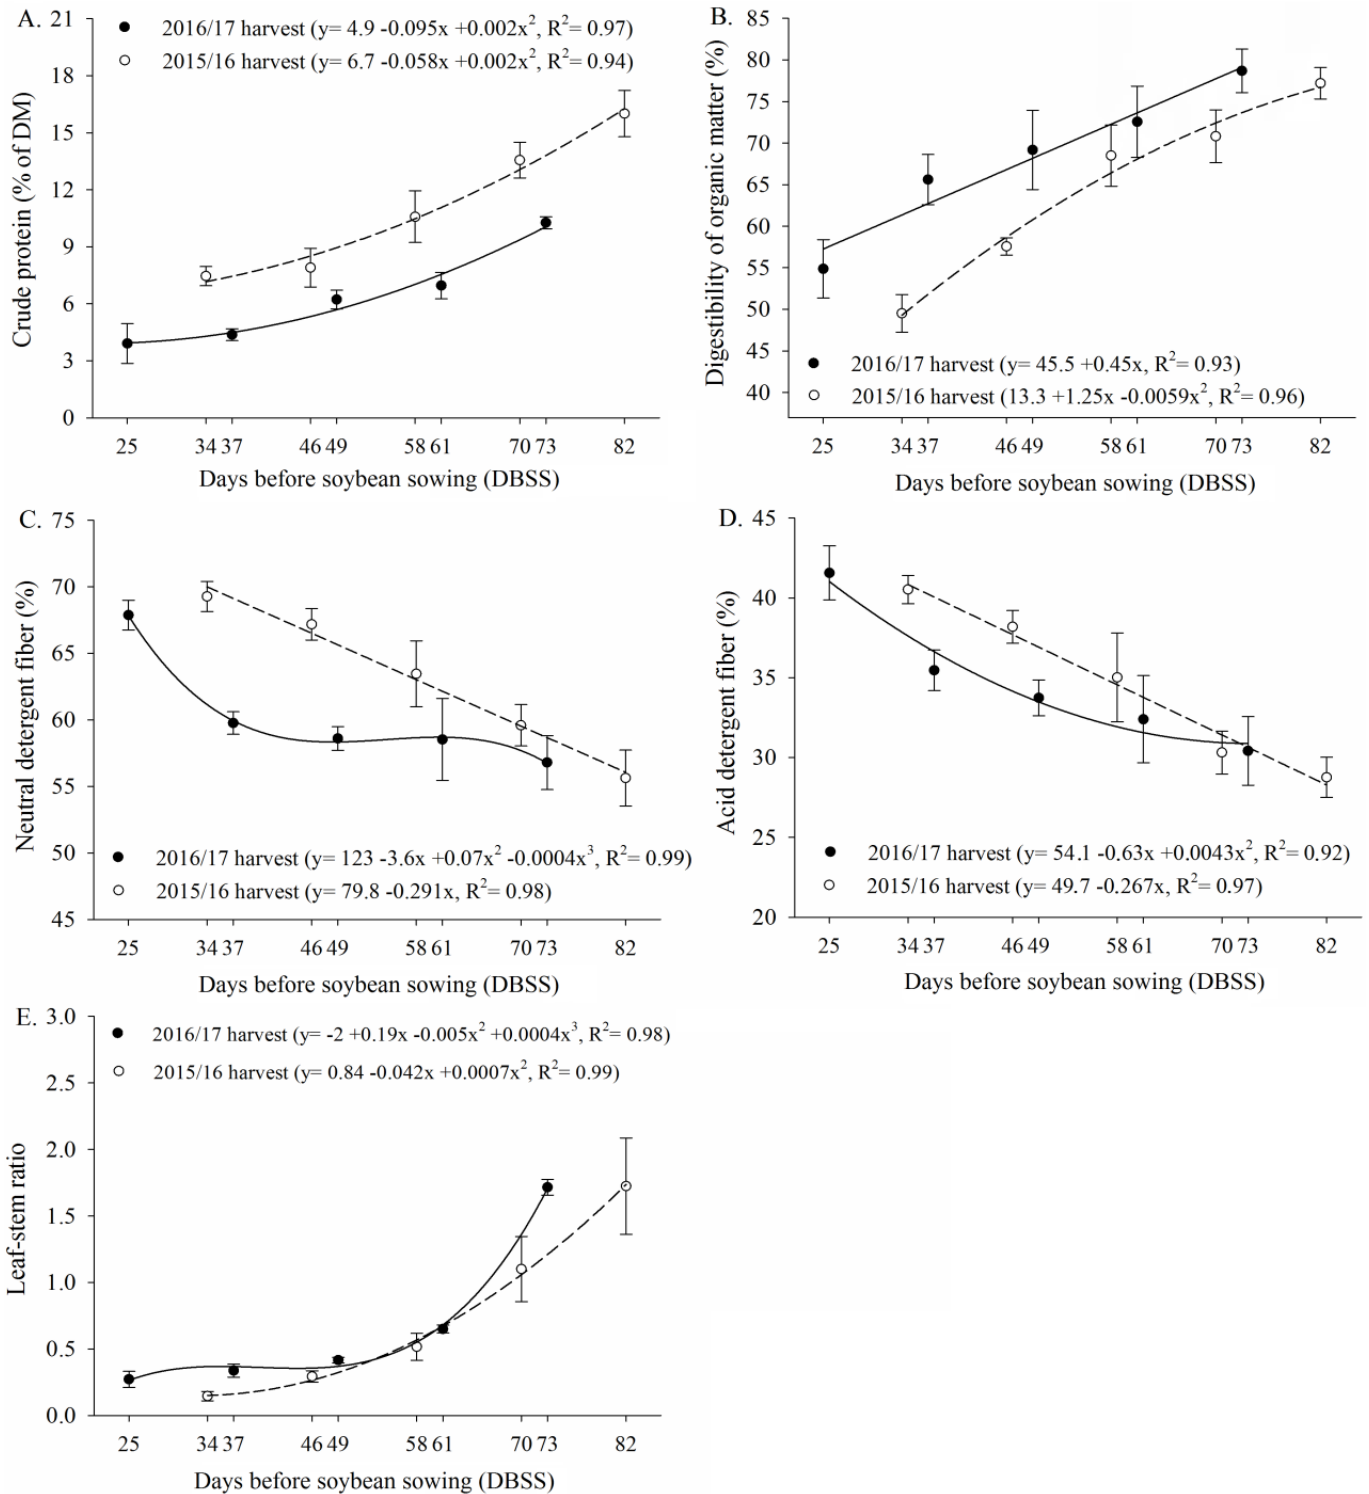 A.
21
18
15
12
9
6
3
0
Crude protein (% of DM)
2016/17 harvest (y= 4.9 -0.095x +0.002x², R²= 0.97)
2015/16 harvest (y= 6.7 -0.058x +0.002x², R²= 0.94)
25 34 37 46 49 58 61 70 73 82
Days before soybean sowing (DBSS)
B.
85
80
75
70
65
60
55
50
45
40
Digestibility of organic matter (%)
2016/17 harvest (y= 45.5 +0.45x, R²= 0.93)
2015/16 harvest (13.3 +1.25x -0.0059x², R²= 0.96)
25 34 37 46 49 58 61 70 73 82
Days before soybean sowing (DBSS)
C.
75
70
65
60
55
50
45
Neutral detergent fiber (%)
2016/17 harvest (y= 123 -3.6x +0.07x² -0.0004x³, R²= 0.99)
2015/16 harvest (y= 79.8 -0.291x, R²= 0.98)
25 34 37 46 49 58 61 70 73 82
Days before soybean sowing (DBSS)
D.
45
40
35
30
25
20
Acid detergent fiber (%)
2016/17 harvest (y= 54.1 -0.63x +0.0043x², R²= 0.92)
2015/16 harvest (y= 49.7 -0.267x, R²= 0.97)
25 34 37 46 49 58 61 70 73 82
Days before soybean sowing (DBSS)
E.
3.0
2.5
2.0
1.5
1.0
0.5
0.0
Leaf-stem ratio
2016/17 harvest (y= -2 +0.19x -0.005x² +0.0004x³, R²= 0.98)
2015/16 harvest (y= 0.84 -0.042x +0.0007x², R²= 0.99)
25 34 37 46 49 58 61 70 73 82
Days before soybean sowing (DBSS)